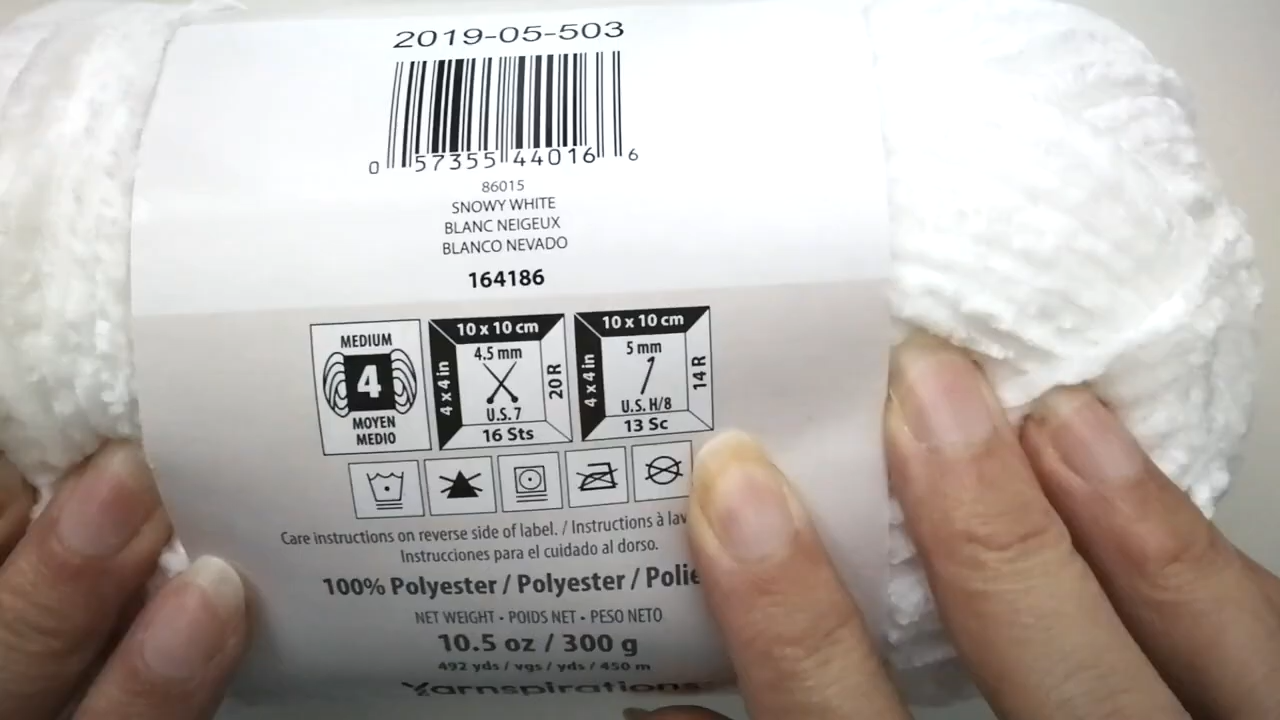 2019-05-503
0 57355 44016 6
86015
SNOWY WHITE
BLANC NEIGEUX
BLANCO NEVADO
164186
MEDIUM
4
MOYEN
MEDIO
10 x 10 cm
4 x 4 in
4.5 mm
20 R
U.S. 7
16 Sts
10 x 10 cm
4 x 4 in
5 mm
14 R
U.S. H/8
13 Sc
Care instructions on reverse side of label. / Instructions à
Instrucciones para el cuidado al dorso.
100% Polyester / Polyester /
NET WEIGHT • POIDS NET • PESO NETO
10.5 oz / 300 g
492 yds / vgs / yds / 450 m
Yarnspirations